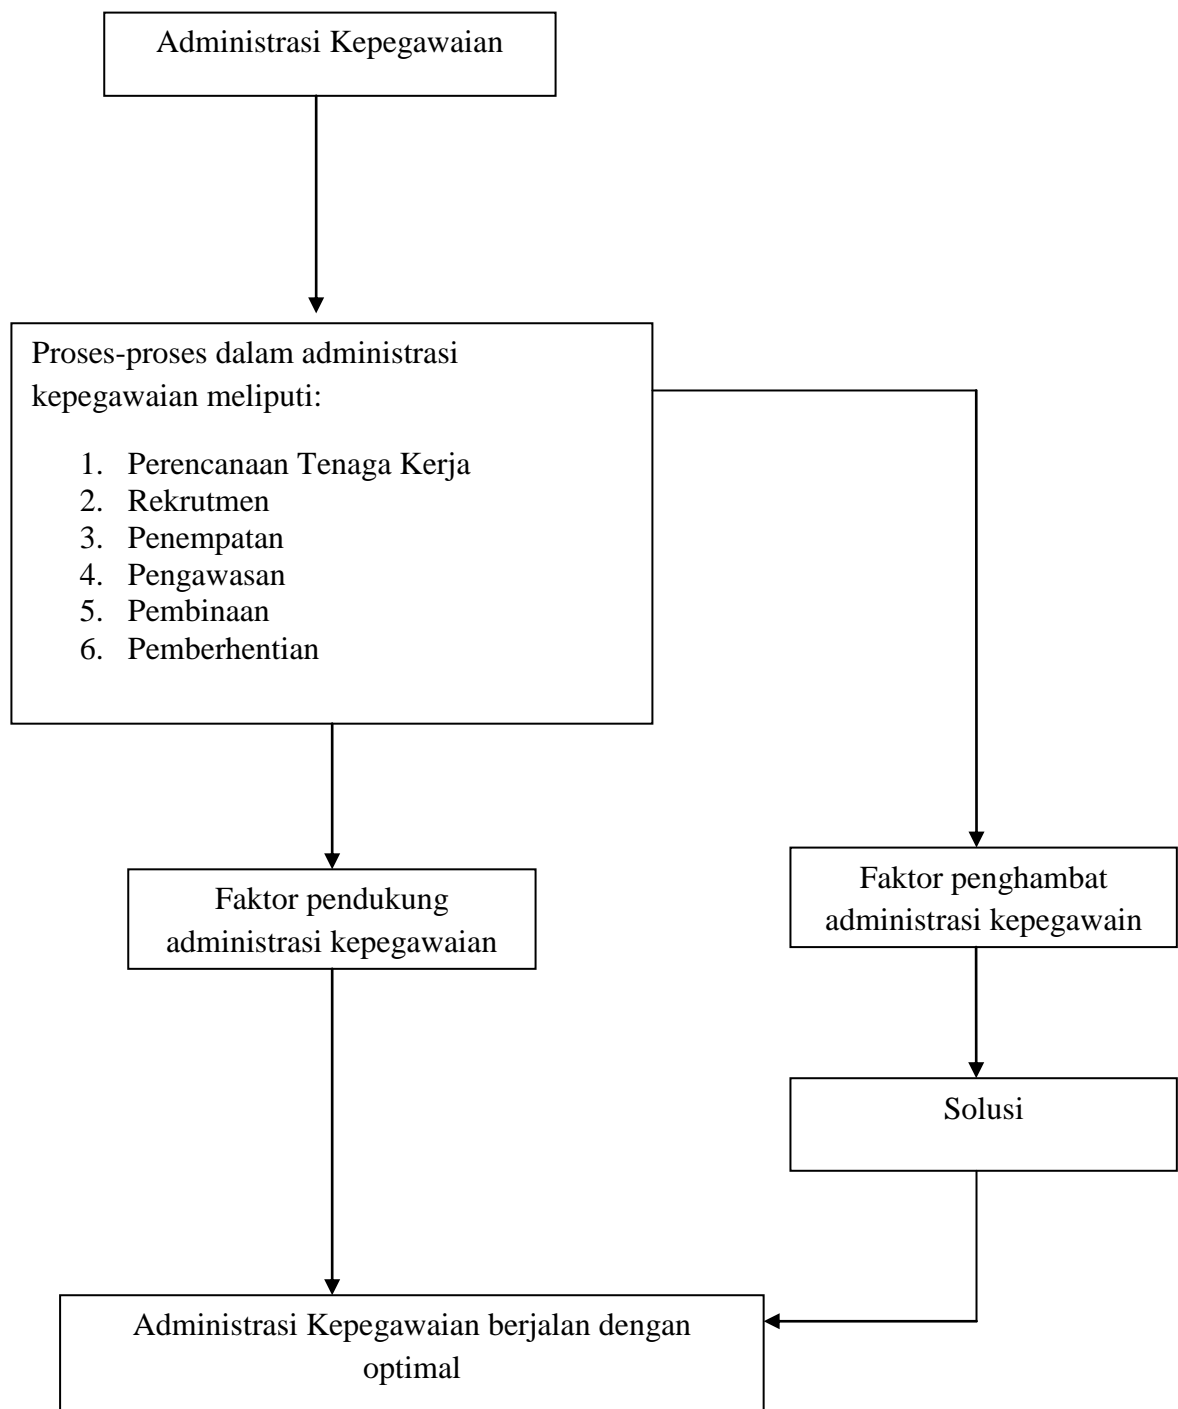 Administrasi Kepegawaian
Proses-proses dalam administrasi
kepegawaian meliputi:
1. Perencanaan Tenaga Kerja
2. Rekrutmen
3. Penempatan
4. Pengawasan
5. Pembinaan
6. Pemberhentian
Faktor pendukung
administrasi kepegawaian
Faktor penghambat
administrasi kepegawain
Solusi
Administrasi Kepegawaian berjalan dengan
optimal